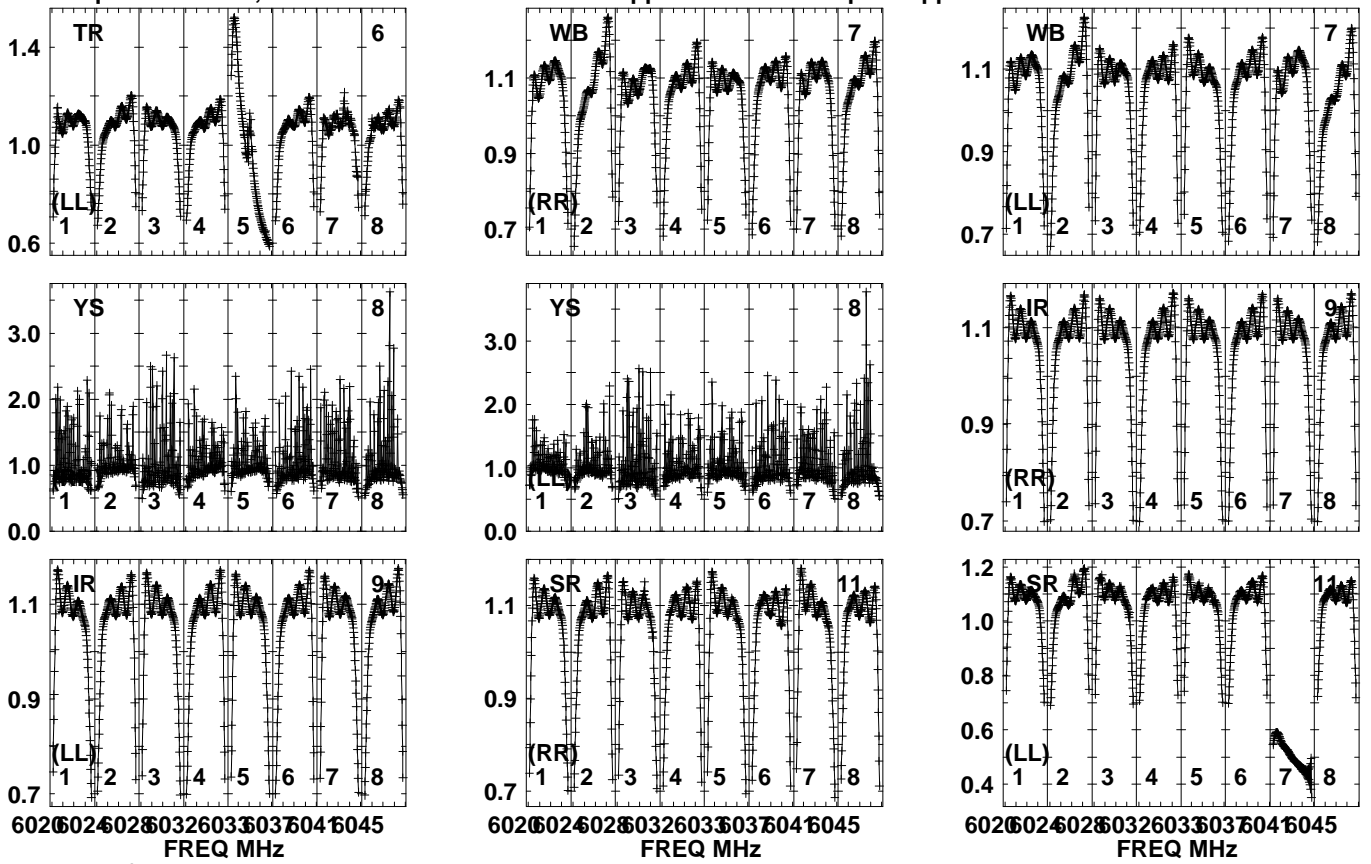 TR 6
1.4
1.0
0.6
(LL)
1 2 3 4 5 6 7 8
WB 7
1.1
0.9
0.7
(RR)
1 2 3 4 5 6 7 8
WB 7
1.1
0.9
0.7
(LL)
1 2 3 4 5 6 7 8
YS 8
3.0
2.0
1.0
0.0
1 2 3 4 5 6 7 8
YS 8
3.0
2.0
1.0
0.0
(LL)
1 2 3 4 5 6 7 8
IR 9
1.1
0.9
0.7
(RR)
1 2 3 4 5 6 7 8
IR 9
1.1
0.9
0.7
(LL)
1 2 3 4 5 6 7 8
6020 6024 6028 6032 6033 6037 6041 6045
FREQ MHz
SR 11
1.1
0.9
0.7
(RR)
1 2 3 4 5 6 7 8
6020 6024 6028 6032 6033 6037 6041 6045
FREQ MHz
SR 11
1.2
1.0
0.8
0.6
0.4
(LL)
1 2 3 4 5 6 7 8
6020 6024 6028 6032 6033 6037 6041 6045
FREQ MHz